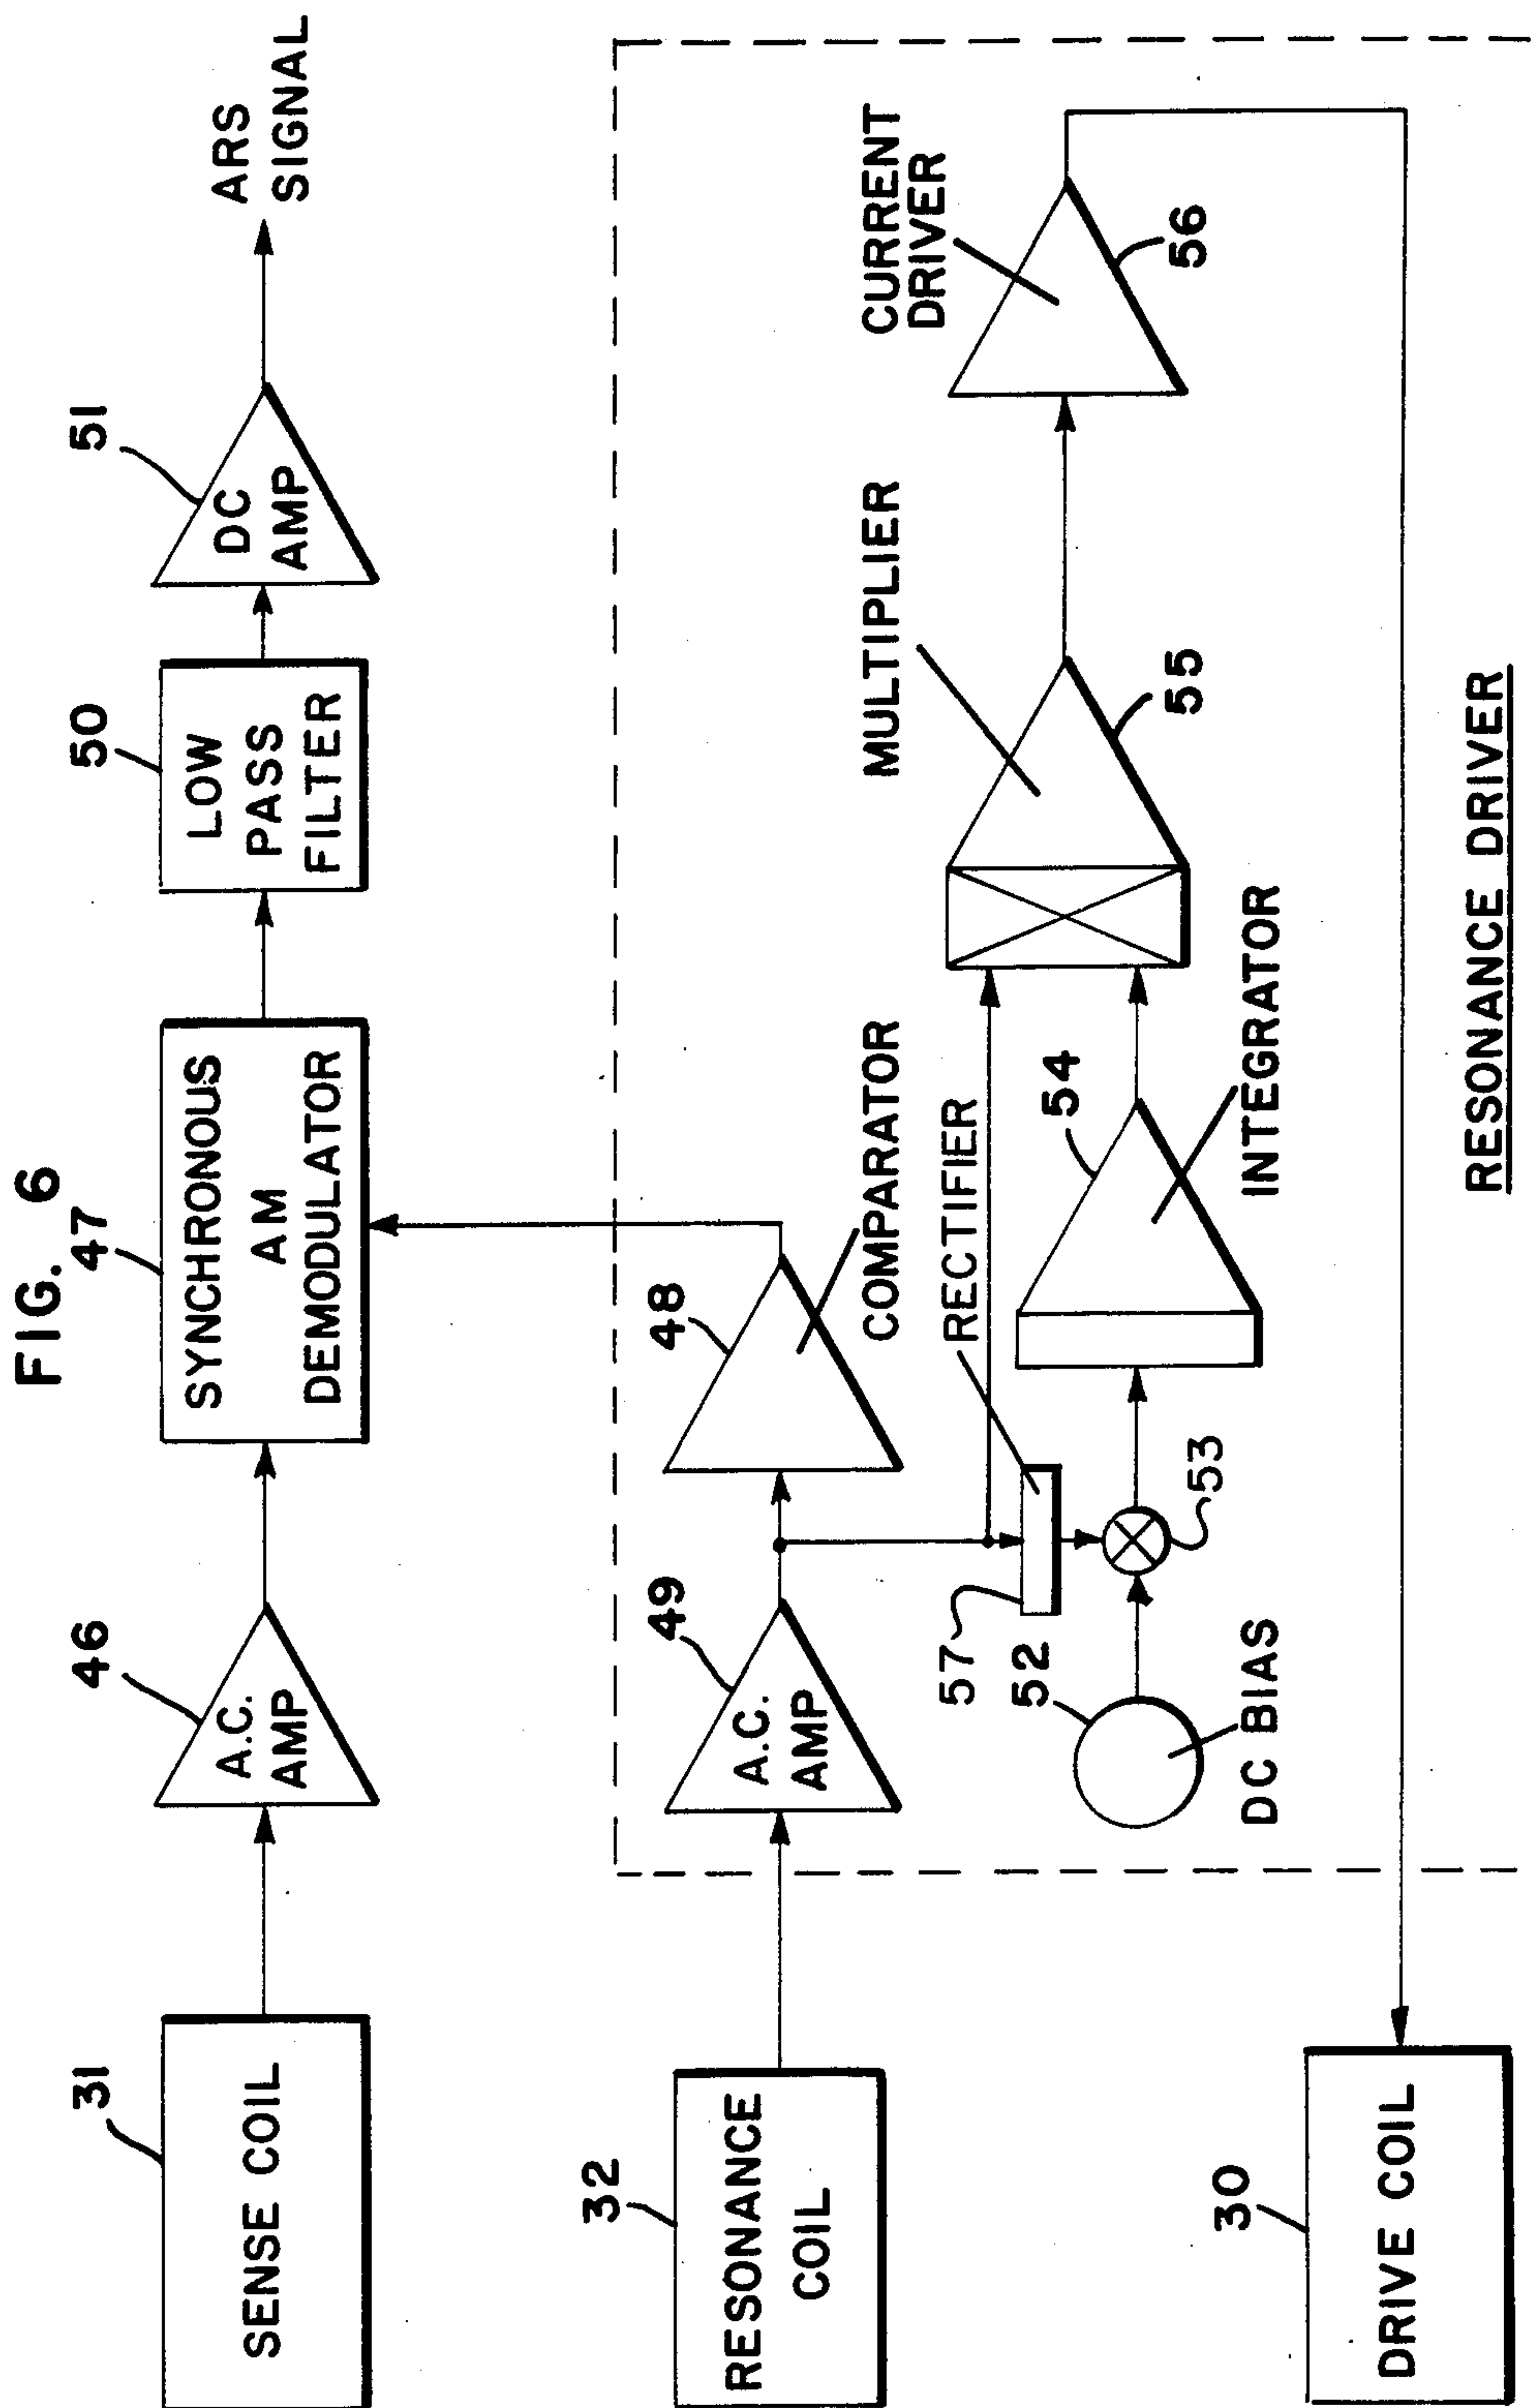 FIG. 6
31
SENSE COIL
46
A.C.
AMP
47
SYNCHRONOUS
AM
DEMODULATOR
50
LOW
PASS
FILTER
51
DC
AMP
ARS
SIGNAL
32
RESONANCE
COIL
49
A.C.
AMP
48
COMPARATOR
RECTIFIER
57
52
DC BIAS
53
54
INTEGRATOR
MULTIPLIER
55
CURRENT
DRIVER
56
30
DRIVE COIL
RESONANCE DRIVER